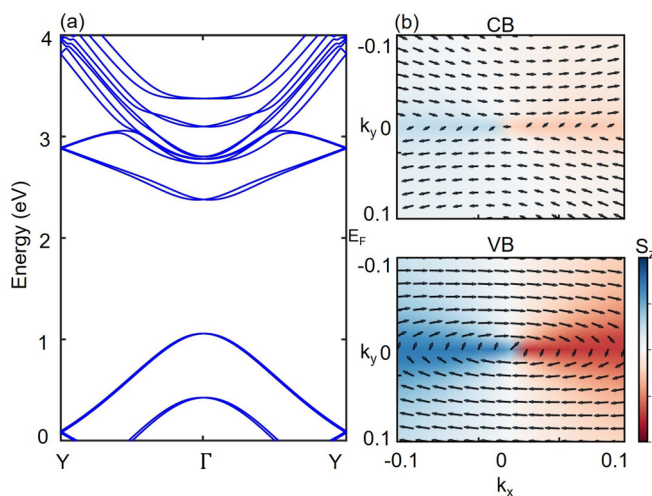 (a)
4
3
2
1
0
Energy (eV)
Y
Γ
Y
E_F
(b)
CB
-0.1
k_y 0
0.1
VB
S_z
-0.1
k_y 0
0.1
-0.1
0
0.1
k_x